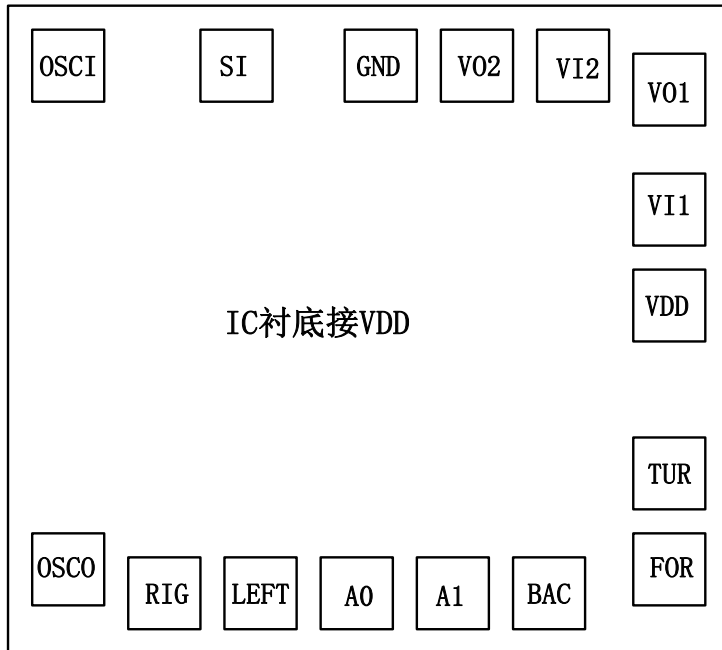 OSCI
SI
GND
VO2
VI2
VO1
VI1
VDD
IC衬底接VDD
TUR
FOR
OSCO
RIG
LEFT
A0
A1
BAC